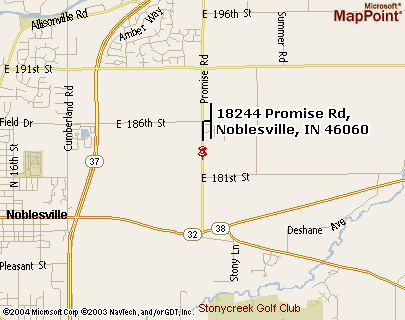 Microsoft®
MapPoint®
Allisonville Rd
Amber Way
E 196th St
Summer Rd
E 191st St
Promise Rd
Cumberland Rd
Field Dr
E 186th St
18244 Promise Rd,
Noblesville, IN 46060
N 16th St
37
E 181st St
Noblesville
32
38
Deshane Ave
Pleasant St
Stony Ln
Stonycreek Golf Club
©2004 Microsoft Corp ©2003 NavTech, and/or GDT, Inc.